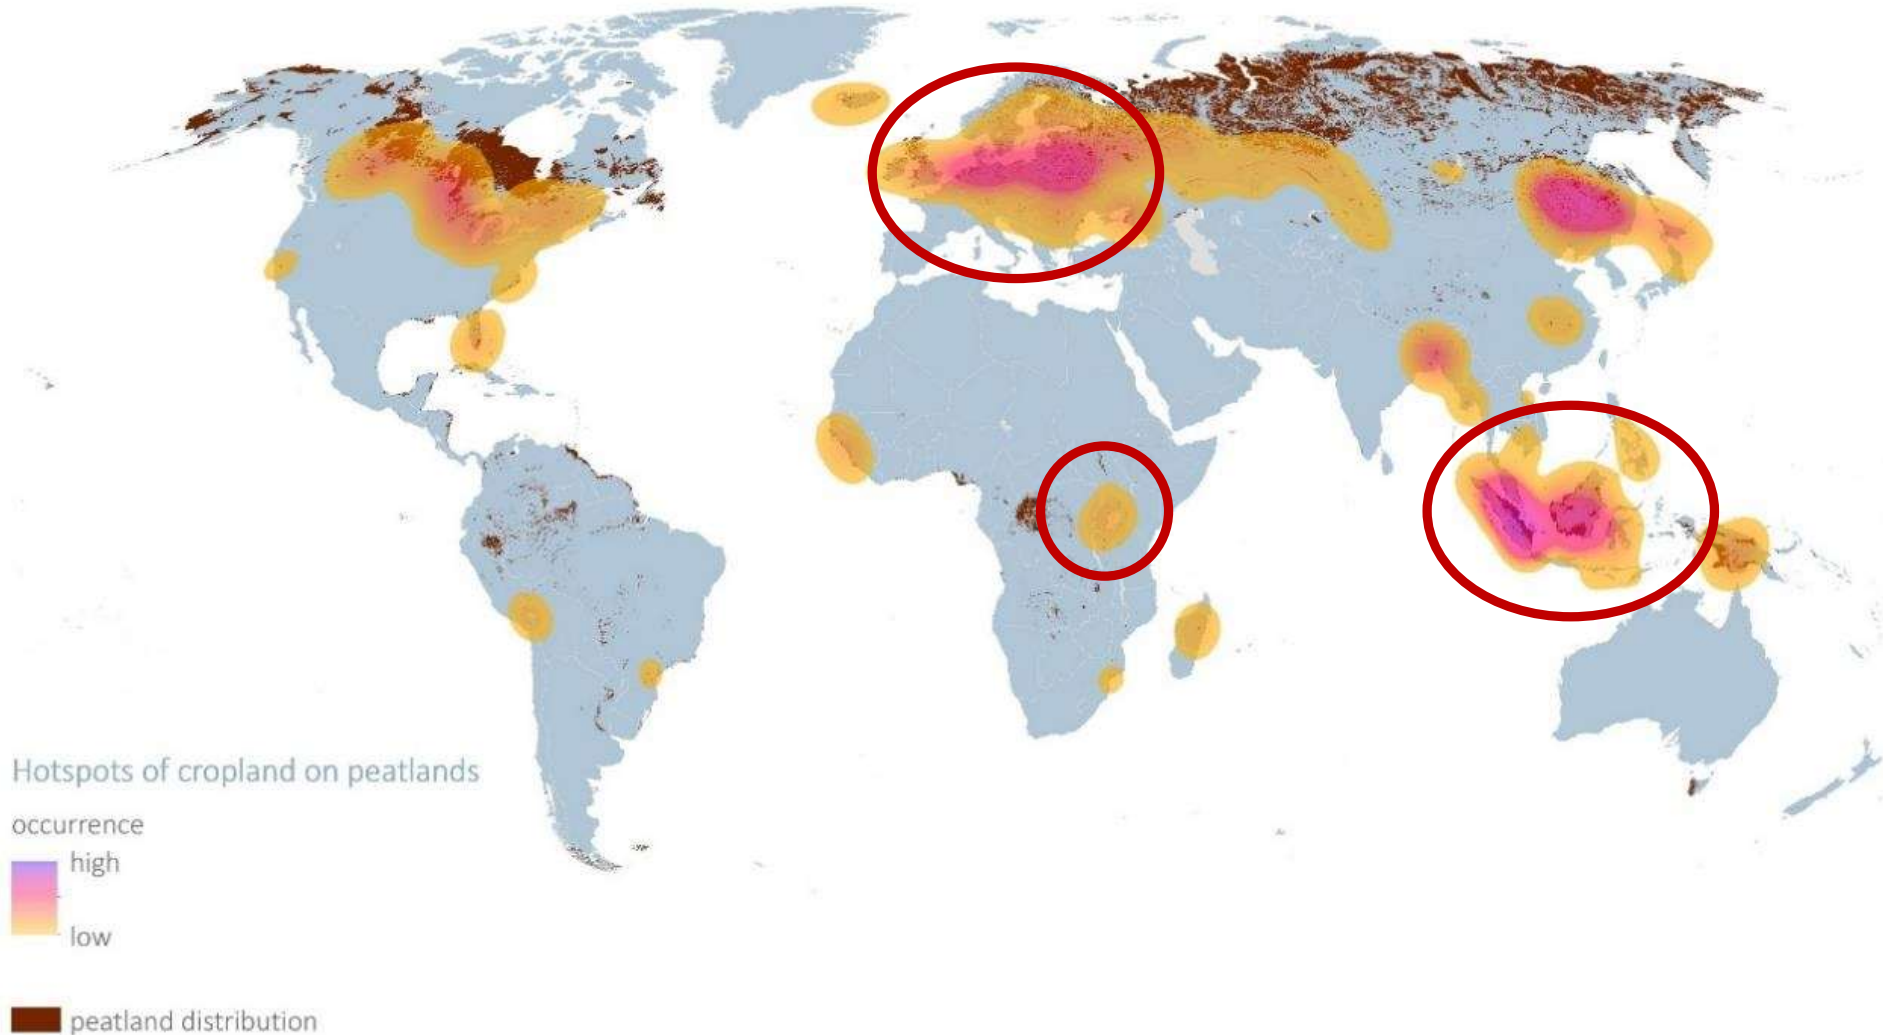 Hotspots of cropland on peatlands
occurrence
high
low
peatland distribution